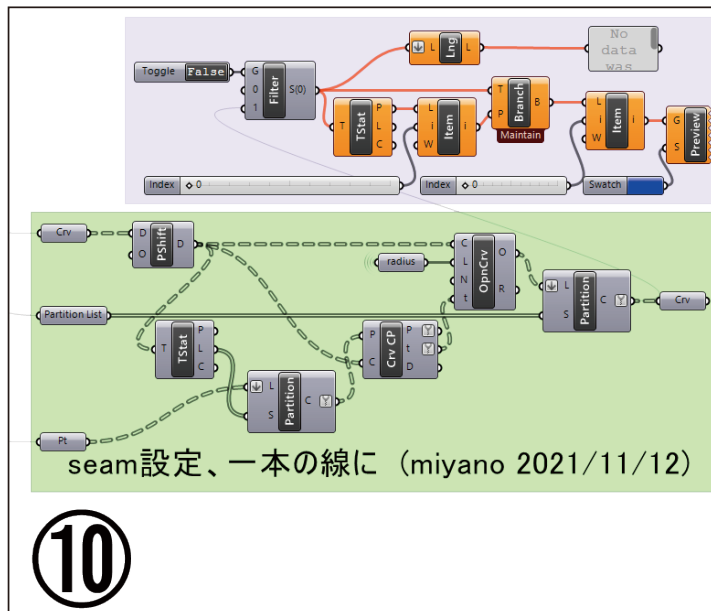 Toggle False
G
0
1
Filter
S(0)
L Lng L
No
data
was
T TStat P
L
C
L Item i
i
W
T Branch B
P
Maintain
L Item i
i
W
G Preview
S
Index ◇ 0
Index ◇ 0
Swatch
Crv
D PShift D
O
radius
C OpnCrv O
L
N R
t
L Partition C
S
Crv
Partition List
T TStat P
L
C
P Crv CP P
t
C D
L Partition C
S
Pt
seam設定、一本の線に (miyano 2021/11/12)
⑩